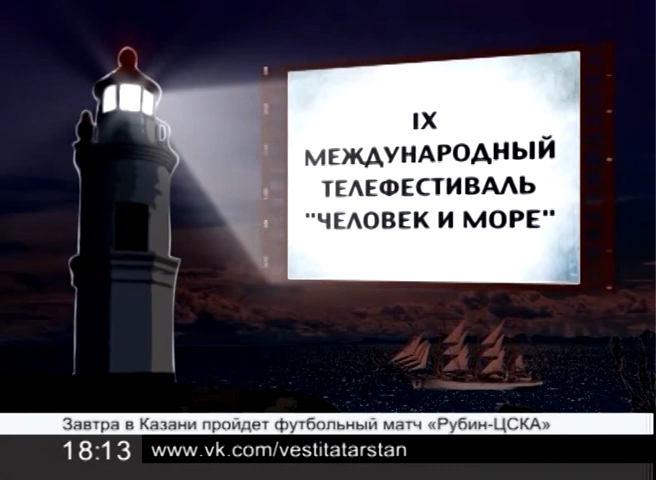 IX
МЕЖДУНАРОДНЫЙ
ТЕЛЕФЕСТИВАЛЬ
"ЧЕЛОВЕК И МОРЕ"
Завтра в Казани пройдет футбольный матч «Рубин-ЦСКА»
18:13 www.vk.com/vestitatarstan